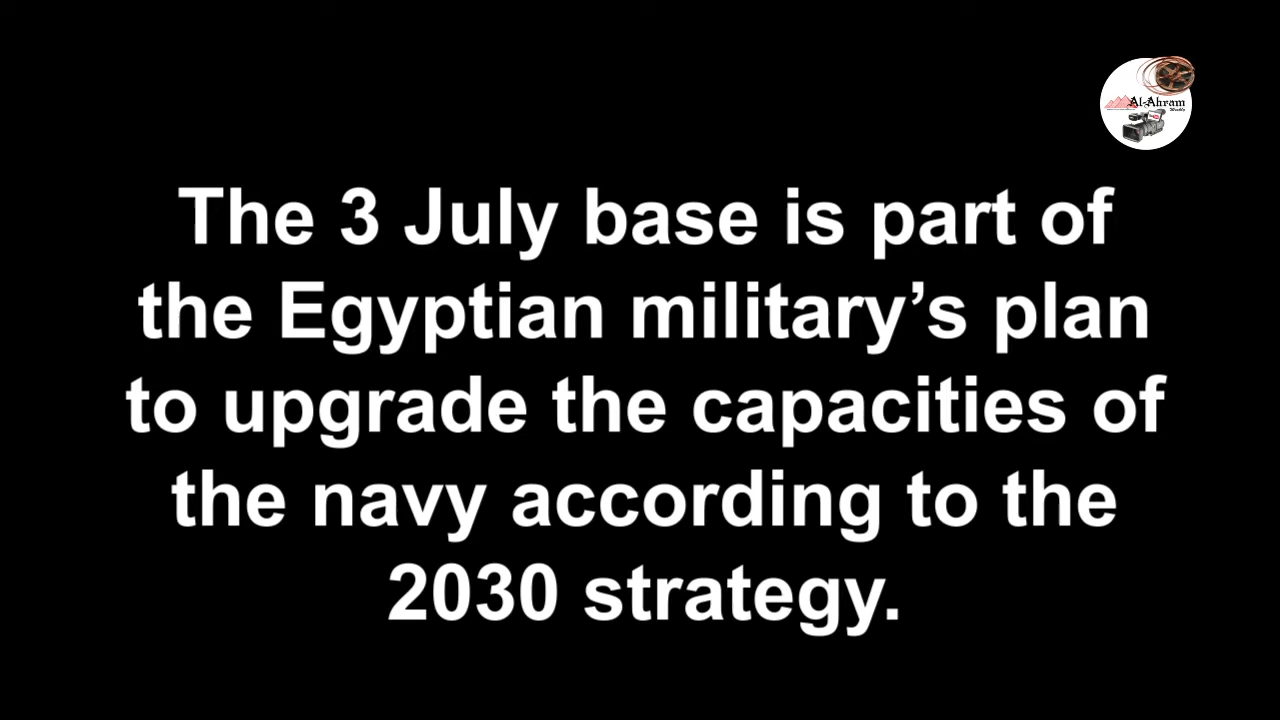 Al-Ahram
Weekly
The 3 July base is part of
the Egyptian military’s plan
to upgrade the capacities of
the navy according to the
2030 strategy.